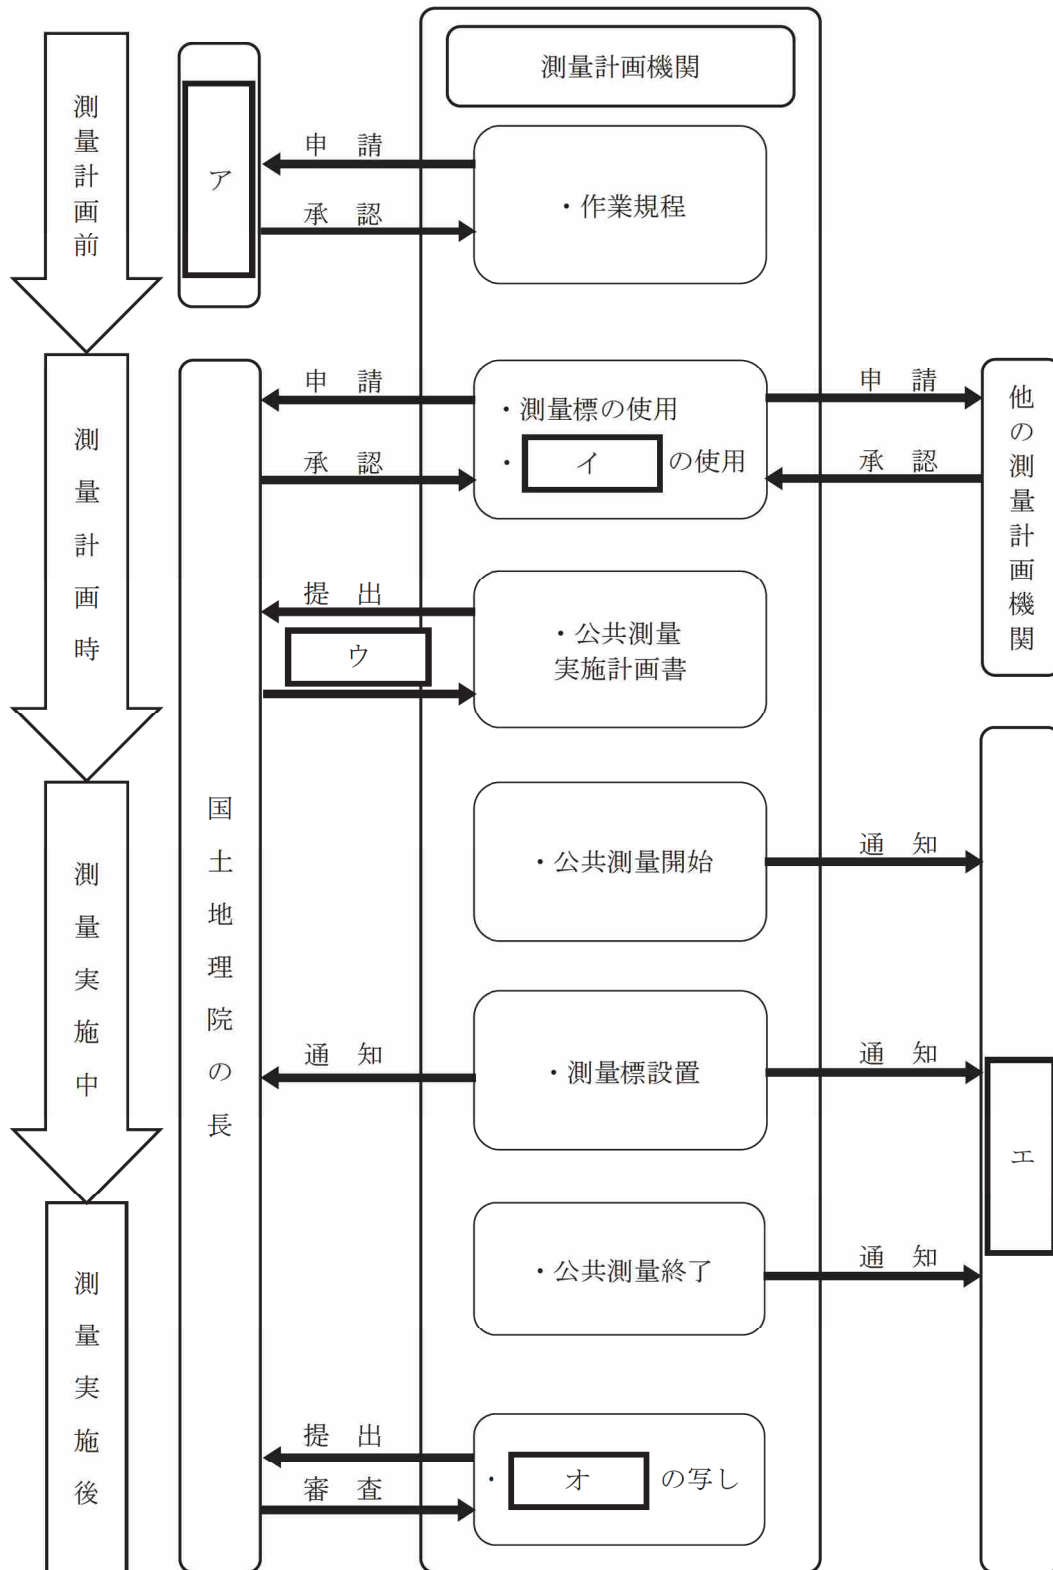 測量計画機関
測量計画前
ア
申請
承認
・作業規程
測量計画時
国土地理院の長
申請
承認
・測量標の使用
・イの使用
申請
承認
他の測量計画機関
提出
ウ
・公共測量
実施計画書
測量実施中
・公共測量開始
通知
通知
・測量標設置
通知
エ
・公共測量終了
通知
測量実施後
提出
審査
・オの写し